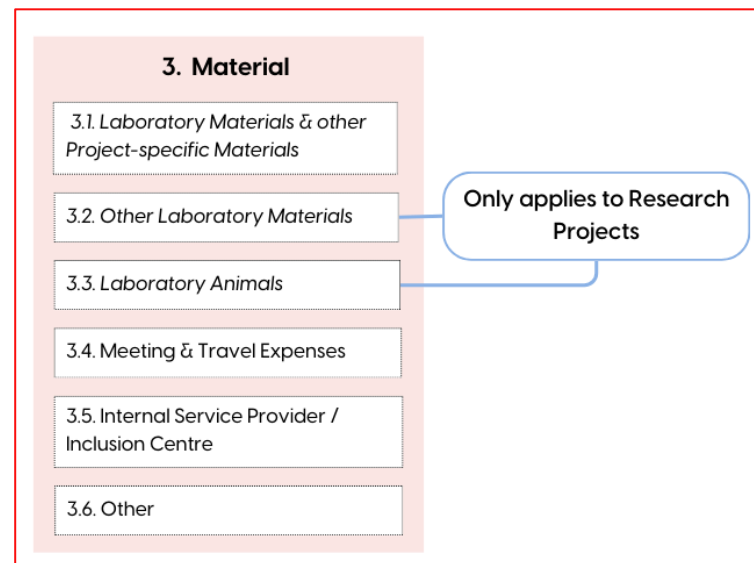 3. Material
3.1. Laboratory Materials & other
Project-specific Materials
3.2. Other Laboratory Materials
Only applies to Research
Projects
3.3. Laboratory Animals
3.4. Meeting & Travel Expenses
3.5. Internal Service Provider /
Inclusion Centre
3.6. Other